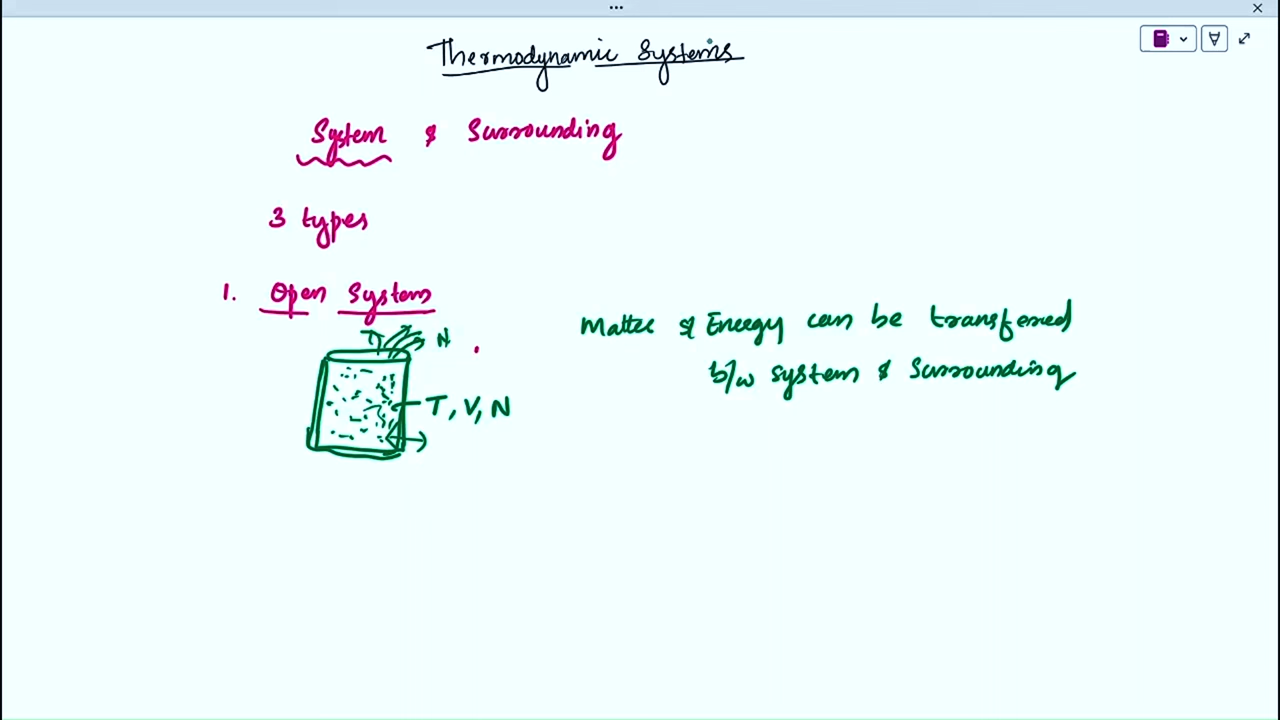 Thermodynamic Systems
System & Surrounding
3 types
1. Open System
Matter & Energy can be transferred
b/w system & Surrounding
N
T, V, N